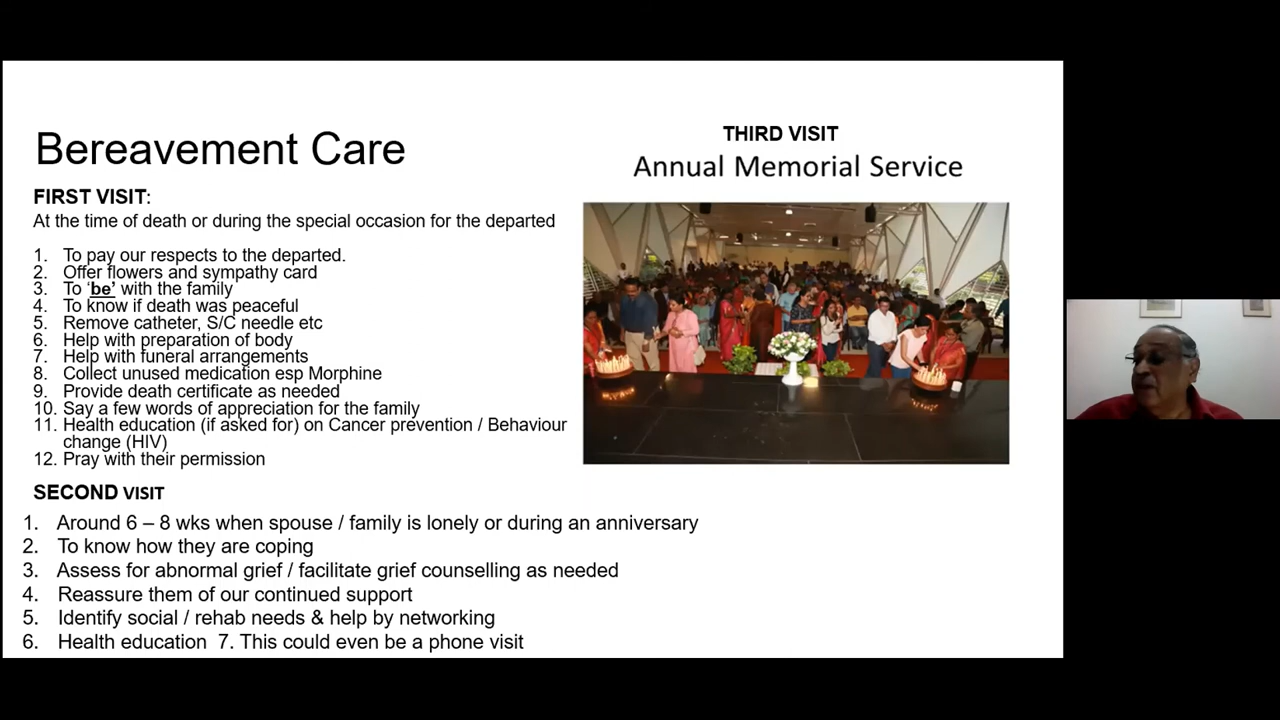 Bereavement Care
FIRST VISIT:
At the time of death or during the special occasion for the departed
1. To pay our respects to the departed.
2. Offer flowers and sympathy card
3. To ‘be’ with the family
4. To know if death was peaceful
5. Remove catheter, S/C needle etc
6. Help with preparation of body
7. Help with funeral arrangements
8. Collect unused medication esp Morphine
9. Provide death certificate as needed
10. Say a few words of appreciation for the family
11. Health education (if asked for) on Cancer prevention / Behaviour
change (HIV)
12. Pray with their permission
SECOND VISIT
1. Around 6 – 8 wks when spouse / family is lonely or during an anniversary
2. To know how they are coping
3. Assess for abnormal grief / facilitate grief counselling as needed
4. Reassure them of our continued support
5. Identify social / rehab needs & help by networking
6. Health education 7. This could even be a phone visit
THIRD VISIT
Annual Memorial Service